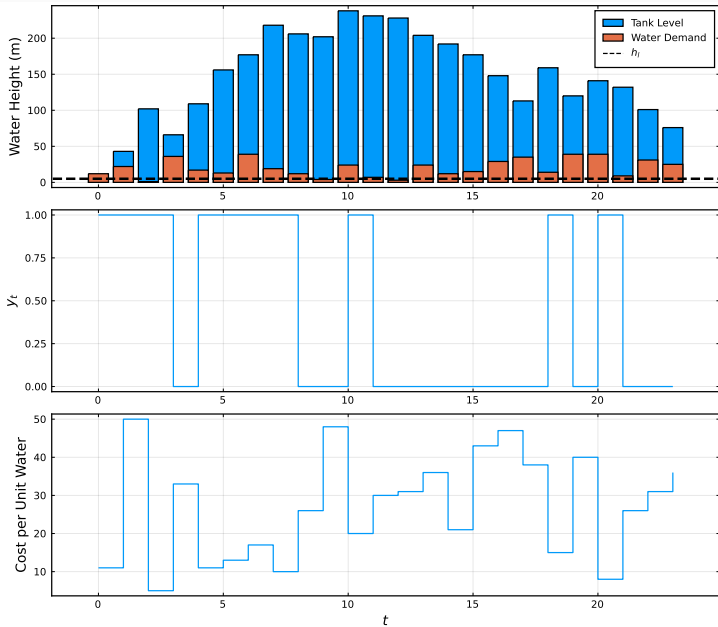 Water Height (m)
200
150
100
50
0
Tank Level
Water Demand
h_l
0 5 10 15 20
y_t
1.00
0.75
0.50
0.25
0.00
0 5 10 15 20
Cost per Unit Water
50
40
30
20
10
0 5 10 15 20
t